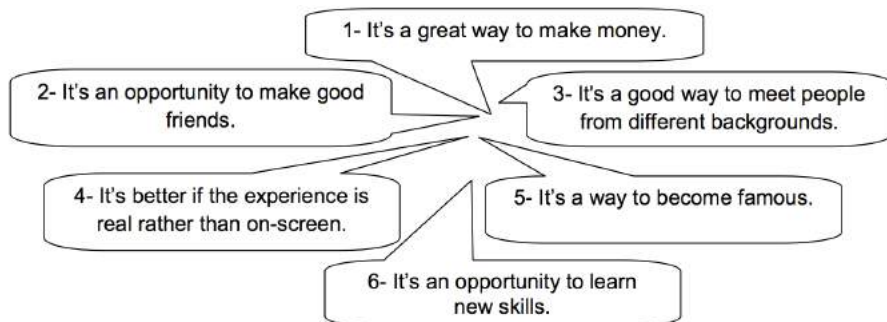 1- It's a great way to make money.
2- It's an opportunity to make good
friends.
3- It's a good way to meet people
from different backgrounds.
4- It's better if the experience is
real rather than on-screen.
5- It's a way to become famous.
6- It's an opportunity to learn
new skills.